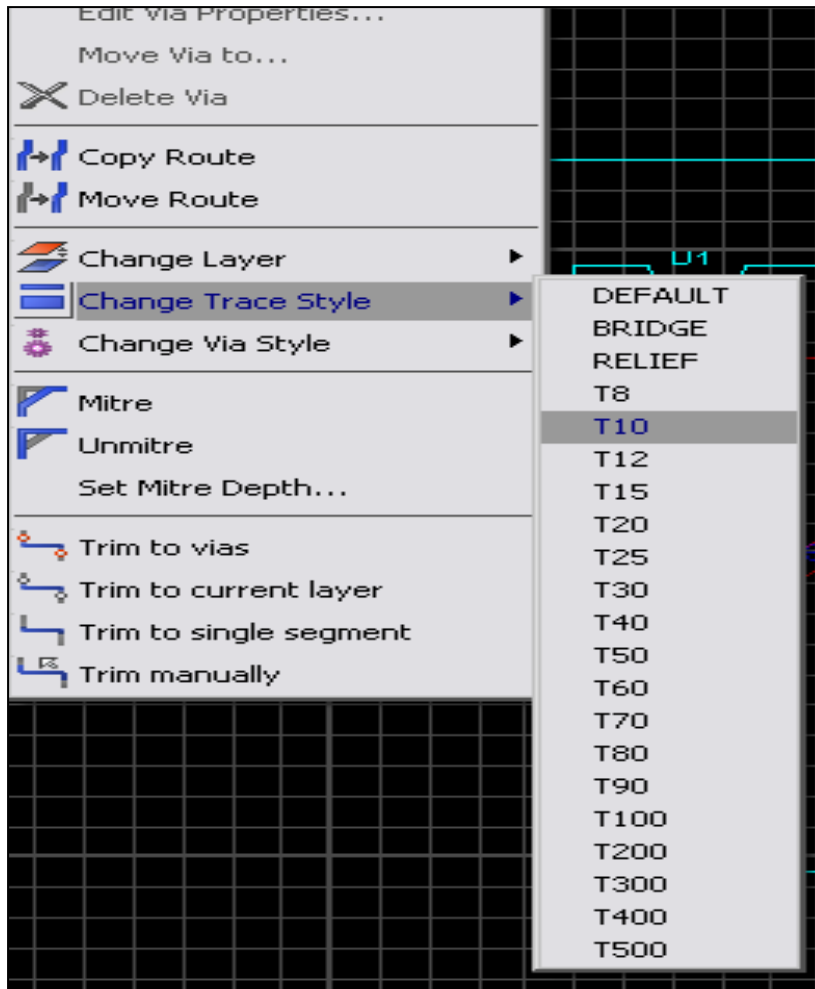 Edit Via Properties...
Move Via to...
Delete Via
Copy Route
Move Route
Change Layer
Change Trace Style
Change Via Style
Mitre
Unmitre
Set Mitre Depth...
Trim to vias
Trim to current layer
Trim to single segment
Trim manually
U1
DEFAULT
BRIDGE
RELIEF
T8
T10
T12
T15
T20
T25
T30
T40
T50
T60
T70
T80
T90
T100
T200
T300
T400
T500